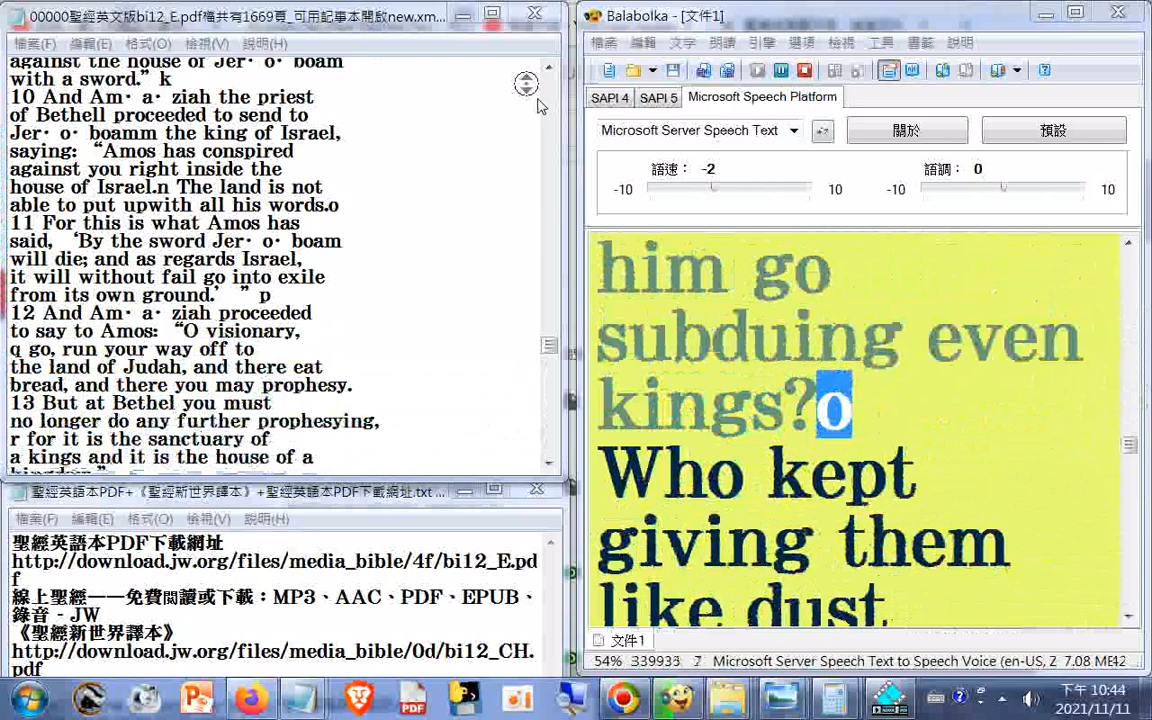 00000聖經英文版bi12_E.pdf檔共有1669頁_可用記事本開啟new.xm...
檔案(F) 編輯(E) 格式(O) 檢視(V) 說明(H)
against the house of Jer·o·boam
with a sword.” k
10 And Am·a·ziah the priest
of Bethell proceeded to send to
Jer·o·boamm the king of Israel,
saying: “Amos has conspired
against you right inside the
house of Israel.n The land is not
able to put upwith all his words.o
11 For this is what Amos has
said, ‘By the sword Jer·o·boam
will die; and as regards Israel,
it will without fail go into exile
from its own ground.’ ” p
12 And Am·a·ziah proceeded
to say to Amos: “O visionary,
q go, run your way off to
the land of Judah, and there eat
bread, and there you may prophesy.
13 But at Bethel you must
no longer do any further prophesying,
r for it is the sanctuary of
a kings and it is the house of a
聖經英語本PDF+《聖經新世界譯本》+聖經英語本PDF下載網址.txt ...
檔案(F) 編輯(E) 格式(O) 檢視(V) 說明(H)
聖經英語本PDF下載網址
http://download.jw.org/files/media_bible/4f/bi12_E.pd
f
線上聖經——免費閱讀或下載：MP3、AAC、PDF、EPUB、
錄音 - JW
《聖經新世界譯本》
http://download.jw.org/files/media_bible/0d/bi12_CH.
pdf
Balabolka - [文件1]
檔案 編輯 文字 朗讀 引擎 選項 檢視 工具 書籤 說明
SAPI 4 SAPI 5 Microsoft Speech Platform
Microsoft Server Speech Text 關於 預設
語速： -2 語調： 0
-10 10 -10 10
him go
subduing even
kings?o
Who kept
giving them
like dust
文件1
54% 339935 7 Microsoft Server Speech Text to Speech Voice (en-US, Z 7.08 ME42
下午 10:44
2021/11/11